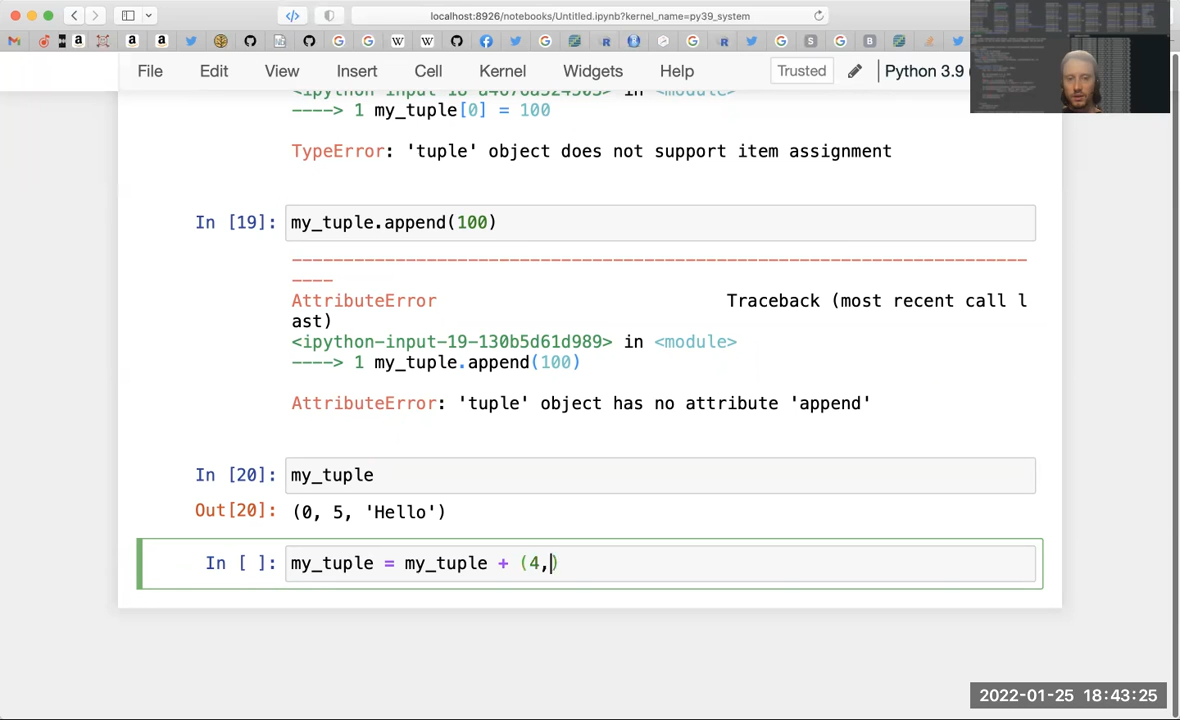 localhost:8926/notebooks/Untitled.ipynb?kernel_name=py39_system
File Edit View Insert Cell Kernel Widgets Help Trusted Python 3.9
in <module>
----> 1 my_tuple[0] = 100
TypeError: 'tuple' object does not support item assignment
In [19]: my_tuple.append(100)
---------------------------------------------------------------------------
AttributeError Traceback (most recent call l
ast)
<ipython-input-19-130b5d61d989> in <module>
----> 1 my_tuple.append(100)
AttributeError: 'tuple' object has no attribute 'append'
In [20]: my_tuple
Out[20]: (0, 5, 'Hello')
In [ ]: my_tuple = my_tuple + (4,)
2022-01-25 18:43:25